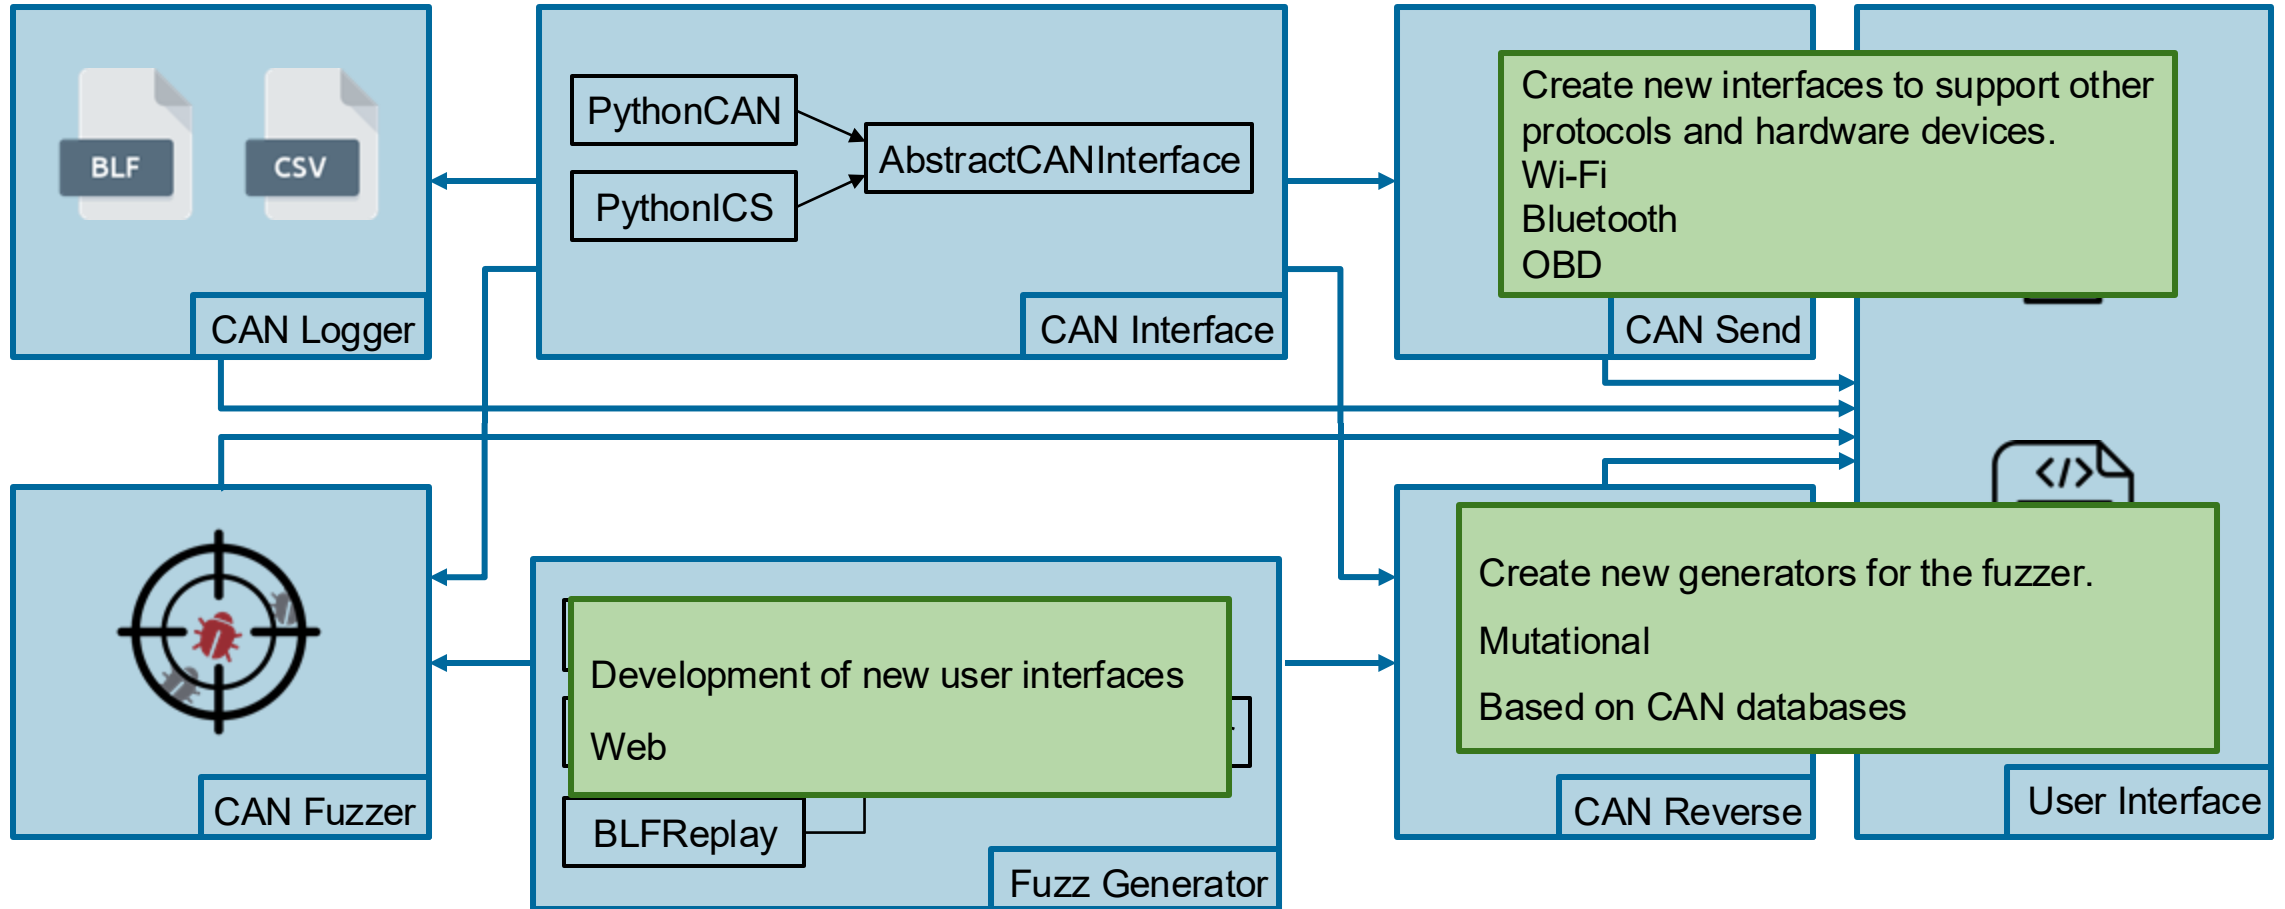 BLF
CSV
CAN Logger
PythonCAN
PythonICS
AbstractCANInterface
CAN Interface
Create new interfaces to support other
protocols and hardware devices.
Wi-Fi
Bluetooth
OBD
CAN Send
</>
CAN Fuzzer
Development of new user interfaces
Web
BLFReplay
Fuzz Generator
Create new generators for the fuzzer.
Mutational
Based on CAN databases
CAN Reverse
User Interface